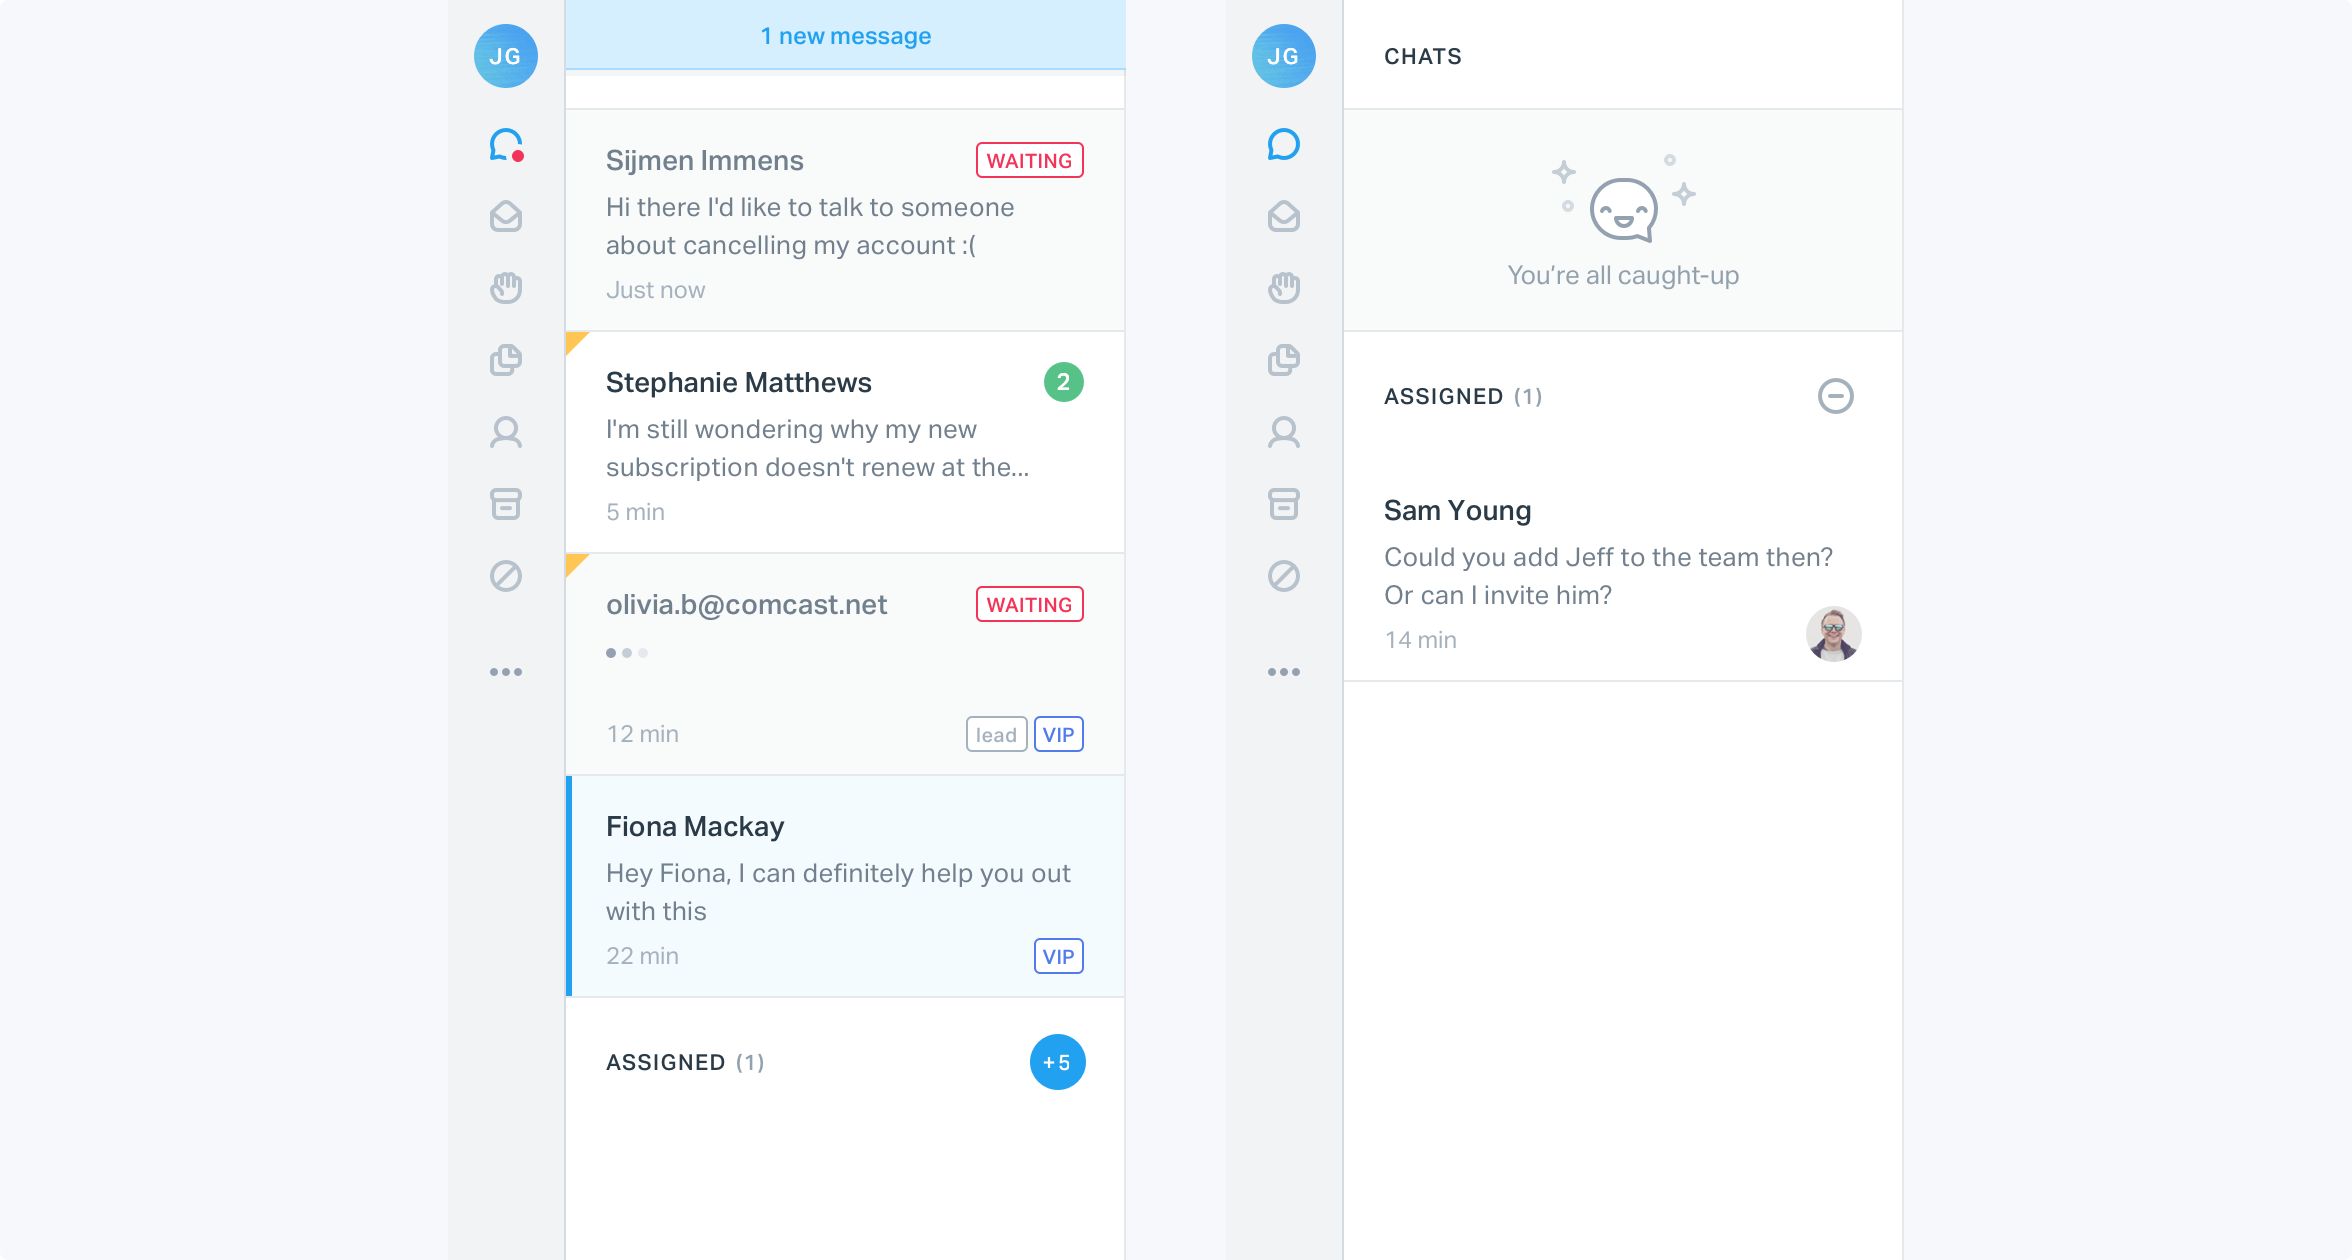 JG
1 new message
Sijmen Immens
WAITING
Hi there I'd like to talk to someone
about cancelling my account :(
Just now
Stephanie Matthews
2
I'm still wondering why my new
subscription doesn't renew at the...
5 min
olivia.b@comcast.net
WAITING
12 min
lead
VIP
Fiona Mackay
Hey Fiona, I can definitely help you out
with this
22 min
VIP
ASSIGNED (1)
+5
JG
CHATS
You’re all caught-up
ASSIGNED (1)
Sam Young
Could you add Jeff to the team then?
Or can I invite him?
14 min